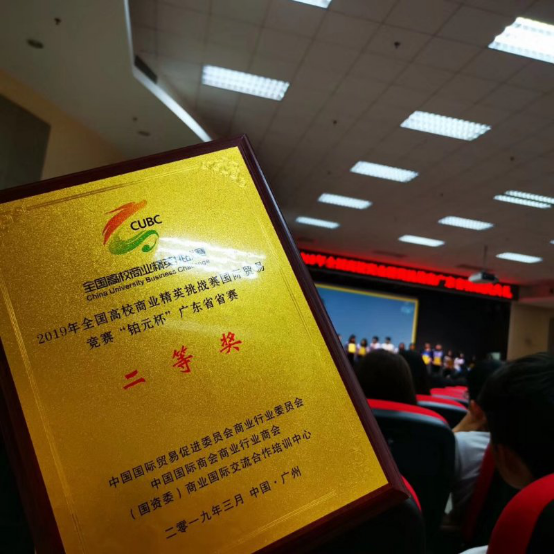 CUBC
全国高校商业精英挑战赛
China University Business Challenge
2019年全国高校商业精英挑战赛国际贸易
竞赛“铂元杯”广东省省赛
二等奖
中国国际贸易促进委员会商业行业委员会
中国国际商会商业行业商会
（国资委）商业国际交流合作培训中心
二零一九年三月 中国·广州